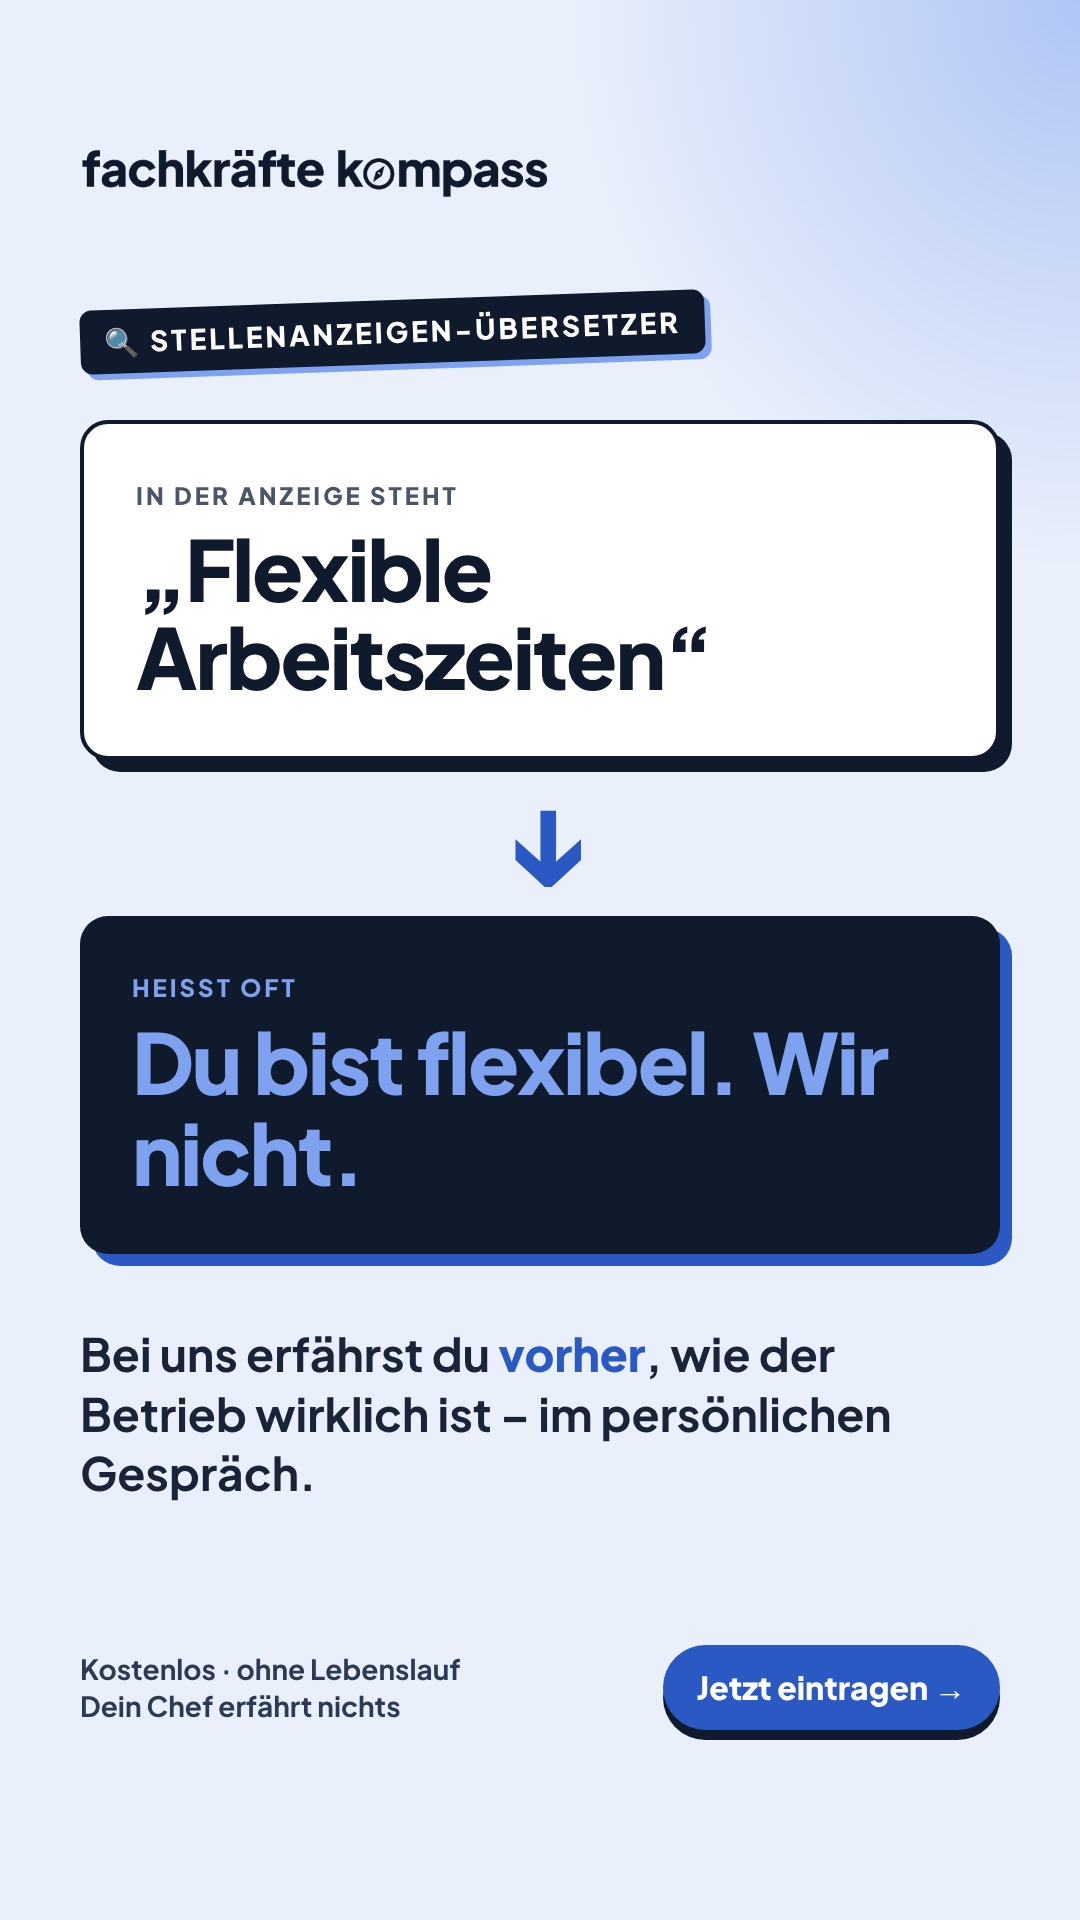 fachkräfte kompass
🔍 STELLENANZEIGEN-ÜBERSETZER
IN DER ANZEIGE STEHT
„Flexible
Arbeitszeiten“
↓
HEISST OFT
Du bist flexibel. Wir
nicht.
Bei uns erfährst du vorher, wie der
Betrieb wirklich ist – im persönlichen
Gespräch.
Kostenlos · ohne Lebenslauf
Dein Chef erfährt nichts
Jetzt eintragen →